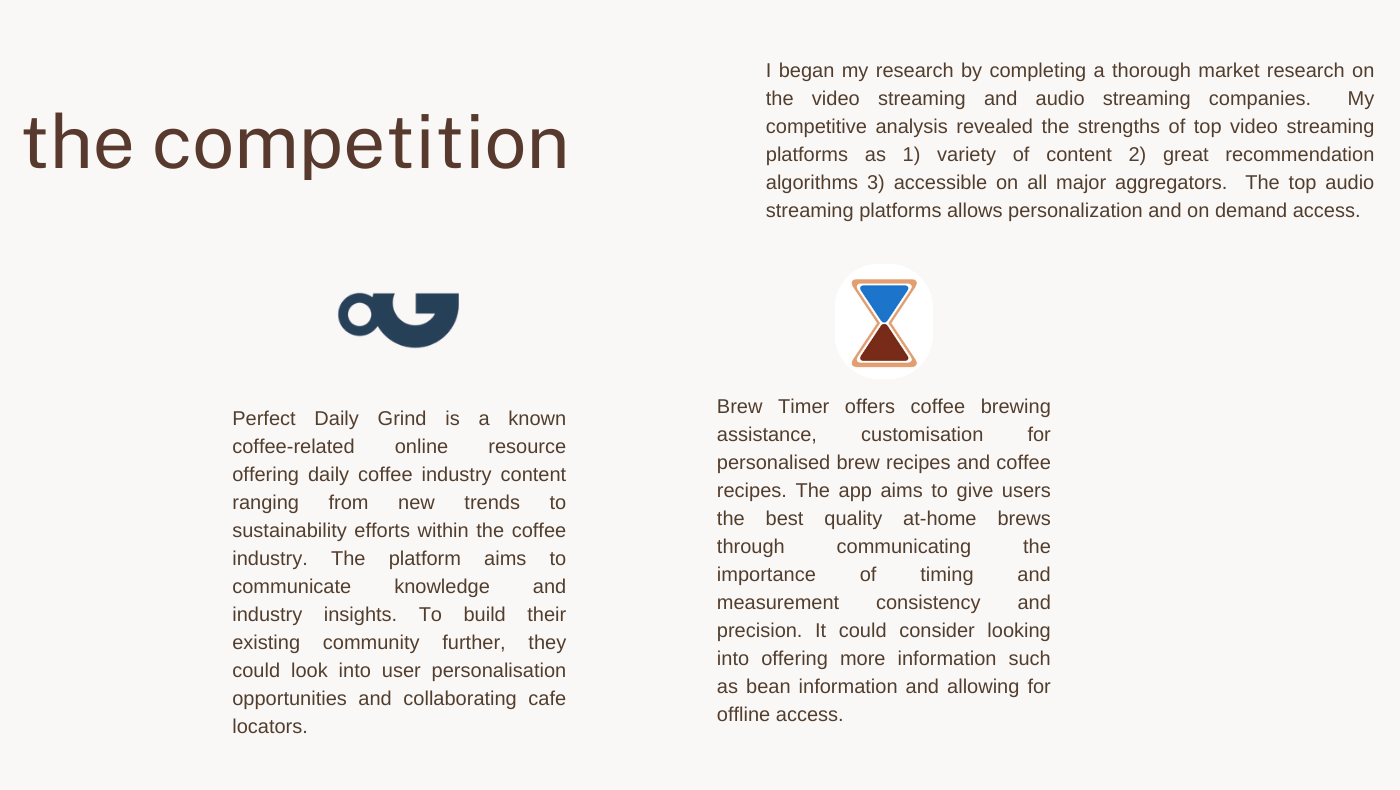 the competition
I began my research by completing a thorough market research on
the video streaming and audio streaming companies. My
competitive analysis revealed the strengths of top video streaming
platforms as 1) variety of content 2) great recommendation
algorithms 3) accessible on all major aggregators. The top audio
streaming platforms allows personalization and on demand access.
Perfect Daily Grind is a known
coffee-related online resource
offering daily coffee industry content
ranging from new trends to
sustainability efforts within the coffee
industry. The platform aims to
communicate knowledge and
industry insights. To build their
existing community further, they
could look into user personalisation
opportunities and collaborating cafe
locators.
Brew Timer offers coffee brewing
assistance, customisation for
personalised brew recipes and coffee
recipes. The app aims to give users
the best quality at-home brews
through communicating the
importance of timing and
measurement consistency and
precision. It could consider looking
into offering more information such
as bean information and allowing for
offline access.